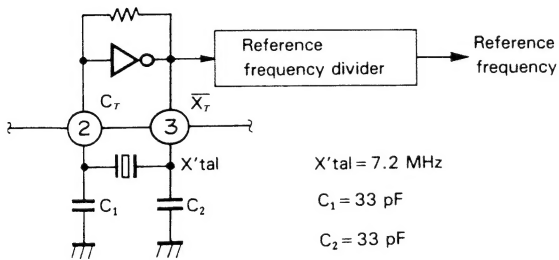 Reference
frequency divider
Reference
frequency
C_T
X̅_T̅
2
3
X'tal
C₁
C₂
X'tal = 7.2 MHz
C₁ = 33 pF
C₂ = 33 pF